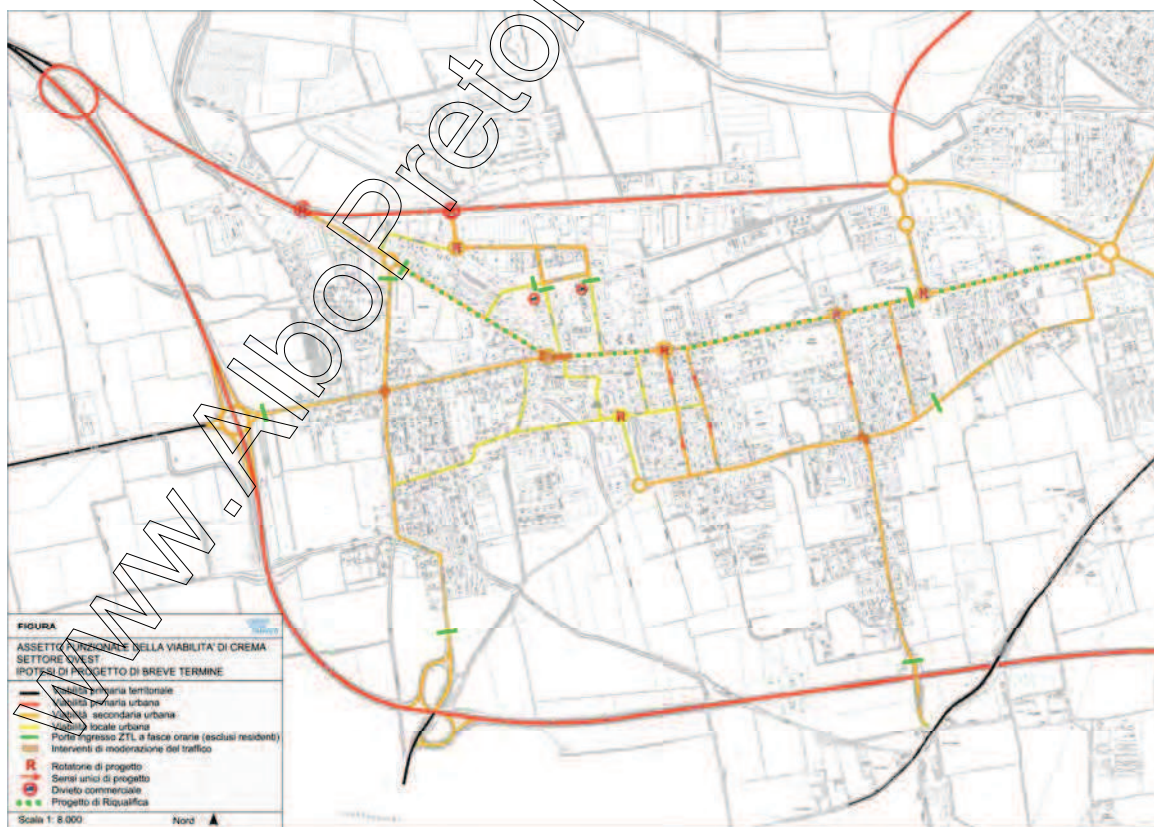 www.AlboPretor
FIGURA
ASSETTO FUNZIONALE DELLA VIABILITA' DI CREMA
SETTORE OVEST
IPOTESI DI PROGETTO DI BREVE TERMINE
Viabilità primaria territoriale
Viabilità primaria urbana
Viabilità secondaria urbana
Viabilità locale urbana
Porte ingresso ZTL a fasce orarie (esclusi residenti)
Interventi di moderazione del traffico
R Rotatorie di progetto
Sensi unici di progetto
Divieto commerciale
Progetto di Riqualifica
Scala 1: 8.000 Nord
R
R
R
R
R